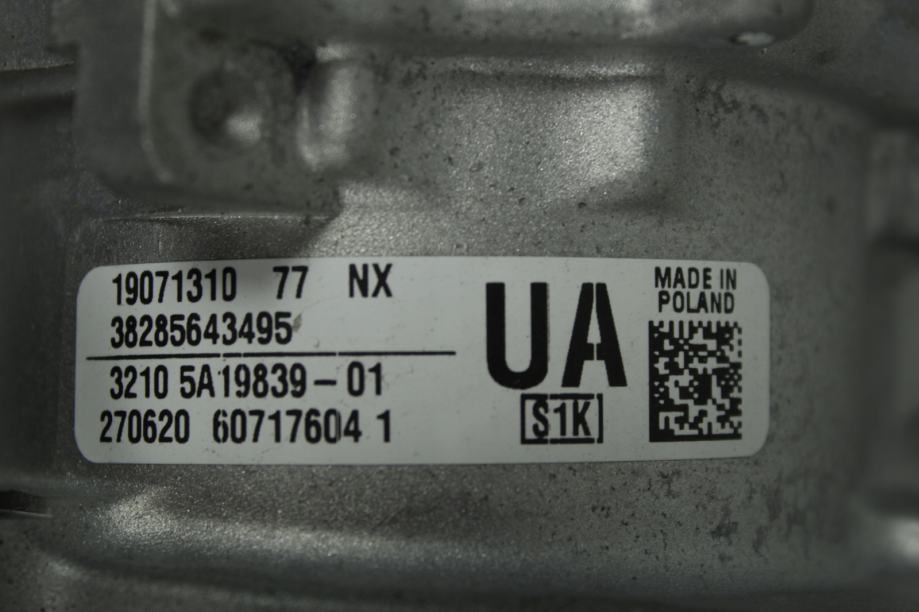 19071310 77 NX
38285643495
3210 5A19839-01
270620 60717604 1
UA
S1K
MADE IN
POLAND